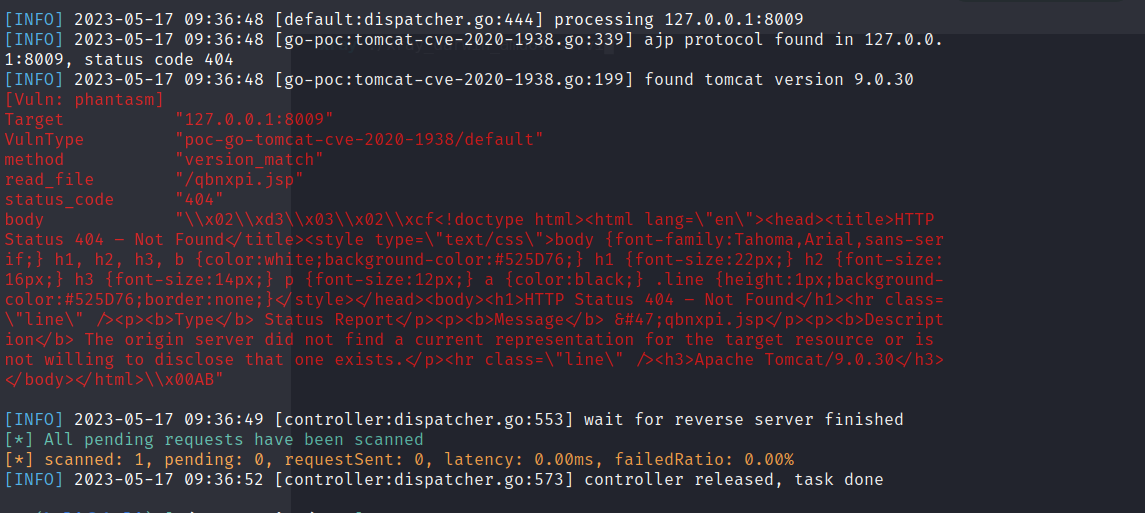 [INFO] 2023-05-17 09:36:48 [default:dispatcher.go:444] processing 127.0.0.1:8009
[INFO] 2023-05-17 09:36:48 [go-poc:tomcat-cve-2020-1938.go:339] ajp protocol found in 127.0.0.
1:8009, status code 404
[INFO] 2023-05-17 09:36:48 [go-poc:tomcat-cve-2020-1938.go:199] found tomcat version 9.0.30
[Vuln: phantasm]
Target "127.0.0.1:8009"
VulnType "poc-go-tomcat-cve-2020-1938/default"
method "version_match"
read_file "/qbnxpi.jsp"
status_code "404"
body "\\x02\\xd3\\x03\\x02\\xcf<!doctype html><html lang=\"en\"><head><title>HTTP
Status 404 – Not Found</title><style type=\"text/css\">body {font-family:Tahoma,Arial,sans-ser
if;} h1, h2, h3, b {color:white;background-color:#525D76;} h1 {font-size:22px;} h2 {font-size:
16px;} h3 {font-size:14px;} p {font-size:12px;} a {color:black;} .line {height:1px;background-
color:#525D76;border:none;}</style></head><body><h1>HTTP Status 404 – Not Found</h1><hr class=
\"line\" /><p><b>Type</b> Status Report</p><p><b>Message</b> &#47;qbnxpi.jsp</p><p><b>Descript
ion</b> The origin server did not find a current representation for the target resource or is
not willing to disclose that one exists.</p><hr class=\"line\" /><h3>Apache Tomcat/9.0.30</h3>
</body></html>\\x00AB"
[INFO] 2023-05-17 09:36:49 [controller:dispatcher.go:553] wait for reverse server finished
[*] All pending requests have been scanned
[*] scanned: 1, pending: 0, requestSent: 0, latency: 0.00ms, failedRatio: 0.00%
[INFO] 2023-05-17 09:36:52 [controller:dispatcher.go:573] controller released, task done